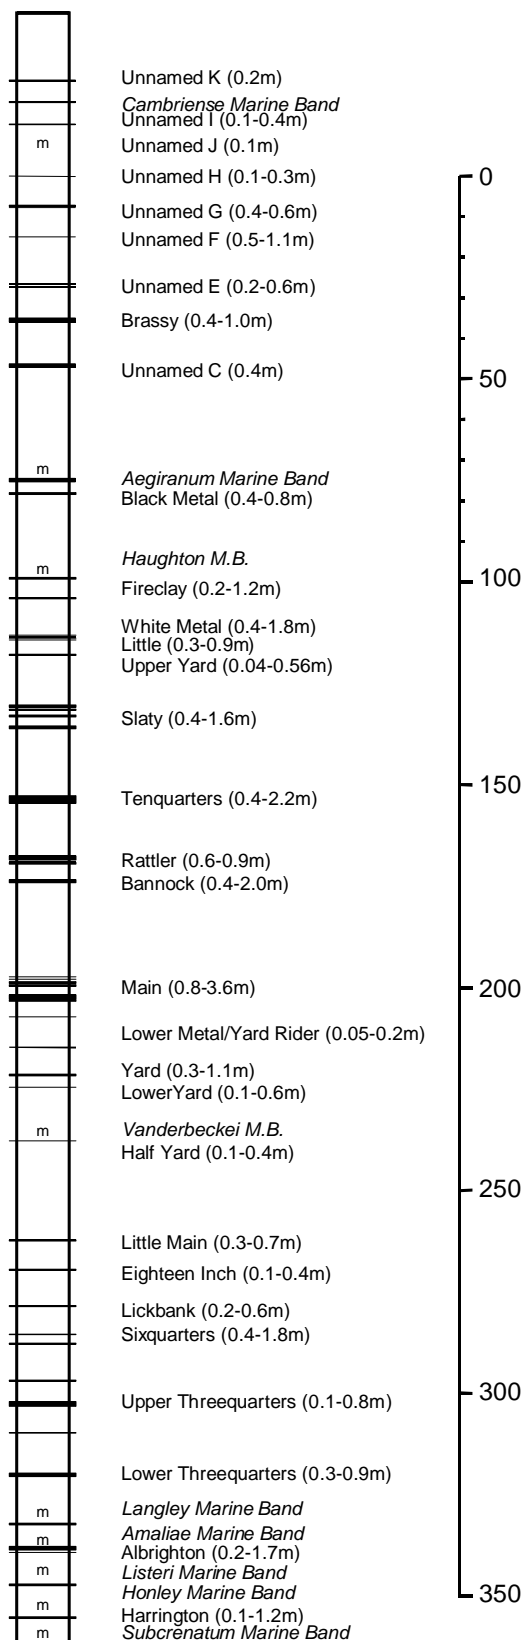 Unnamed K (0.2m)
Cambriense Marine Band
Unnamed I (0.1-0.4m)
m Unnamed J (0.1m)
Unnamed H (0.1-0.3m) 0
Unnamed G (0.4-0.6m)
Unnamed F (0.5-1.1m)
Unnamed E (0.2-0.6m)
Brassy (0.4-1.0m)
Unnamed C (0.4m) 50
m Aegiranum Marine Band
Black Metal (0.4-0.8m)
m Haughton M.B.
Fireclay (0.2-1.2m) 100
White Metal (0.4-1.8m)
Little (0.3-0.9m)
Upper Yard (0.04-0.56m)
Slaty (0.4-1.6m)
150
Tenquarters (0.4-2.2m)
Rattler (0.6-0.9m)
Bannock (0.4-2.0m)
Main (0.8-3.6m) 200
Lower Metal/Yard Rider (0.05-0.2m)
Yard (0.3-1.1m)
LowerYard (0.1-0.6m)
m Vanderbeckei M.B.
Half Yard (0.1-0.4m)
250
Little Main (0.3-0.7m)
Eighteen Inch (0.1-0.4m)
Lickbank (0.2-0.6m)
Sixquarters (0.4-1.8m)
300
Upper Threequarters (0.1-0.8m)
Lower Threequarters (0.3-0.9m)
m Langley Marine Band
m Amaliae Marine Band
Albrighton (0.2-1.7m)
m Listeri Marine Band
Honley Marine Band 350
m Harrington (0.1-1.2m)
m Subcrenatum Marine Band